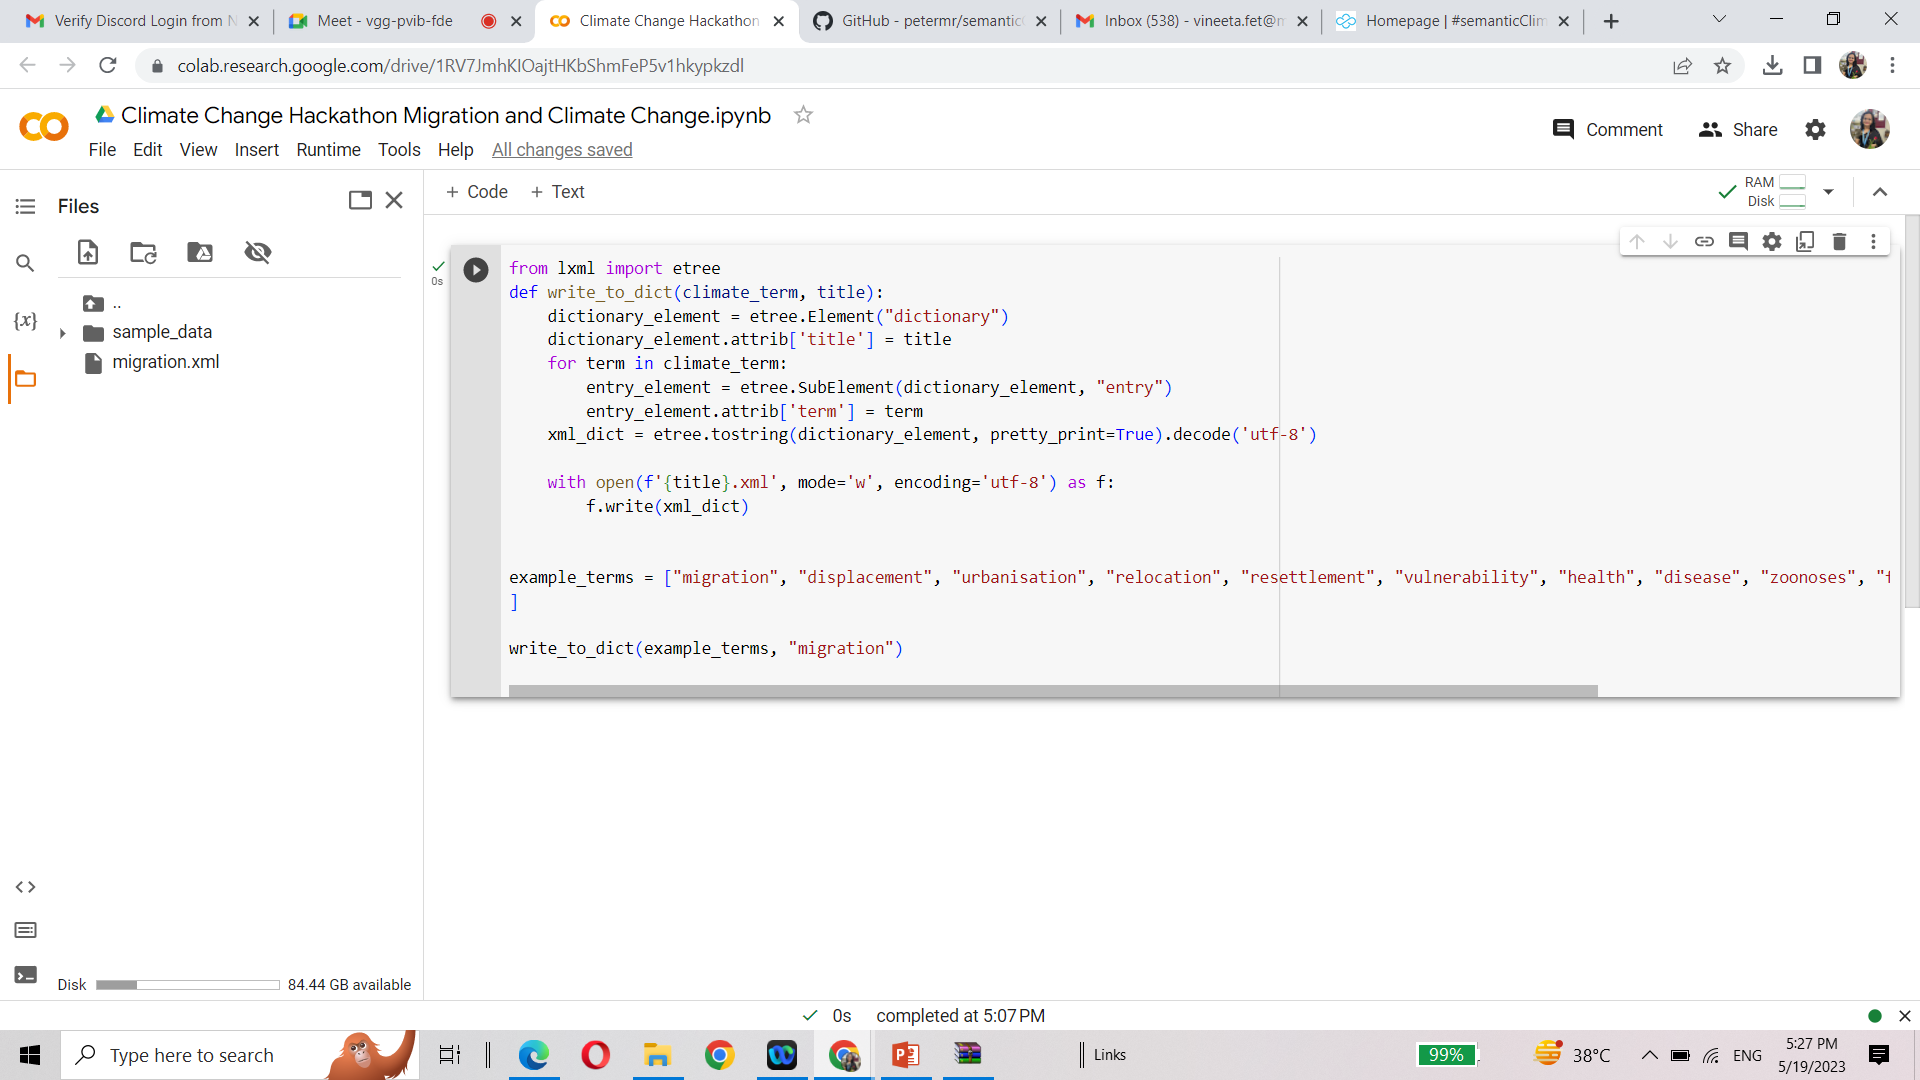 Verify Discord Login from N
Meet - vgg-pvib-fde
Climate Change Hackathon
GitHub - petermr/semantic
Inbox (538) - vineeta.fet@m
Homepage | #semanticClim
colab.research.google.com/drive/1RV7JmhKIOajtHKbShmFeP5v1hkypkzdl
Climate Change Hackathon Migration and Climate Change.ipynb
Comment
Share
File Edit View Insert Runtime Tools Help All changes saved
Files
+ Code + Text
RAM
Disk
..
sample_data
migration.xml
{x}
0s
from lxml import etree
def write_to_dict(climate_term, title):
    dictionary_element = etree.Element("dictionary")
    dictionary_element.attrib['title'] = title
    for term in climate_term:
        entry_element = etree.SubElement(dictionary_element, "entry")
        entry_element.attrib['term'] = term
    xml_dict = etree.tostring(dictionary_element, pretty_print=True).decode('utf-8')
    with open(f'{title}.xml', mode='w', encoding='utf-8') as f:
        f.write(xml_dict)
example_terms = ["migration", "displacement", "urbanisation", "relocation", "resettlement", "vulnerability", "health", "disease", "zoonoses", "f
]
write_to_dict(example_terms, "migration")
Disk
84.44 GB available
0s completed at 5:07 PM
Type here to search
Links
99%
38°C
ENG
5:27 PM
5/19/2023